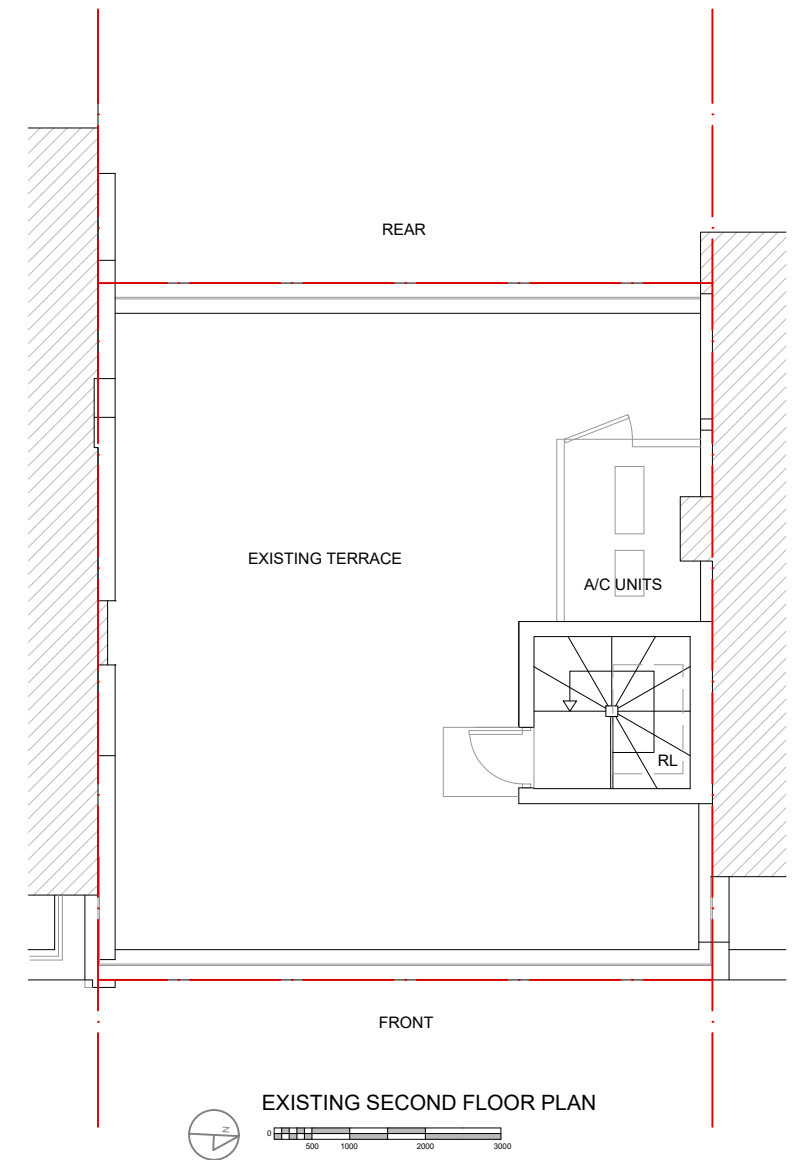 REAR
EXISTING TERRACE
A/C UNITS
RL
FRONT
EXISTING SECOND FLOOR PLAN
N
0
500 1000 2000 3000